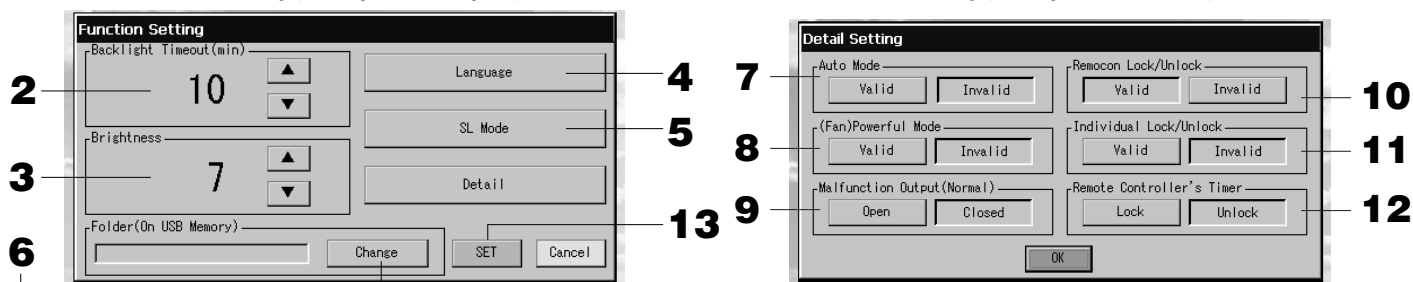 Function Setting
Backlight Timeout(min)
10
Language
2
4
SL Mode
5
Brightness
7
3
Detail
13
Folder(On USB Memory)
Change
SET
Cancel
6
Detail Setting
Auto Mode
Valid
Invalid
7
Remocon Lock/Unlock
Valid
Invalid
10
(Fan)Powerful Mode
Valid
Invalid
8
Individual Lock/Unlock
Valid
Invalid
11
Malfunction Output(Normal)
Open
Closed
9
Remote Controller's Timer
Lock
Unlock
12
OK